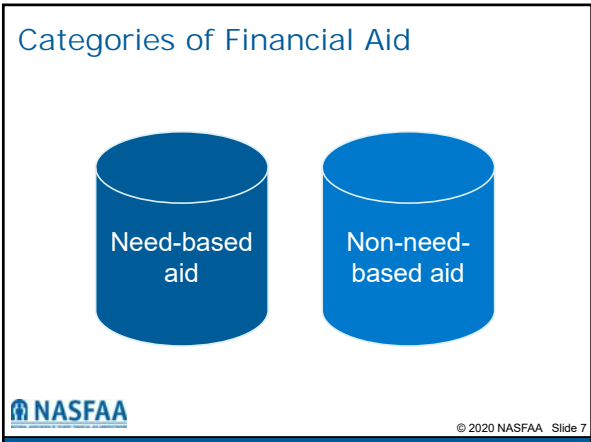 Categories of Financial Aid
Need-based
aid
Non-need-
based aid
NASFAA
© 2020 NASFAA Slide 7